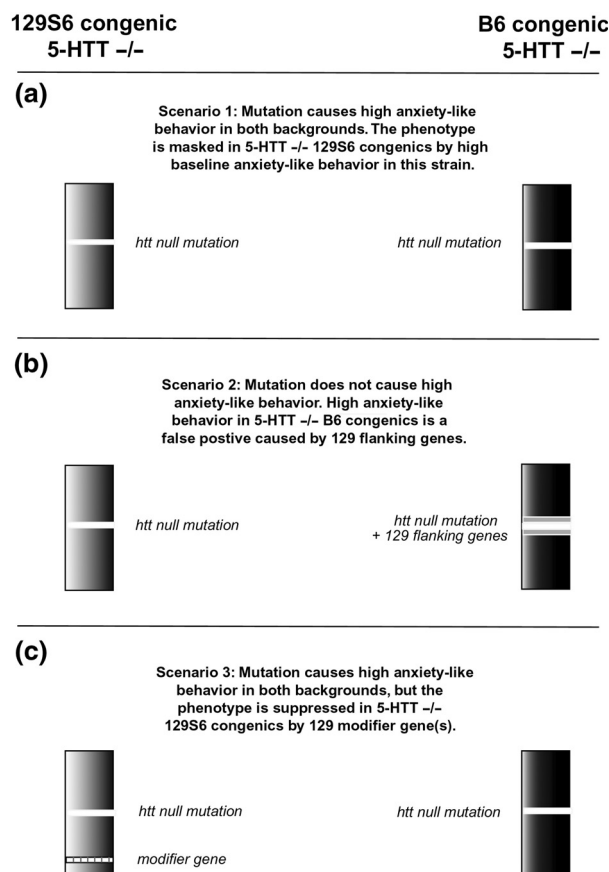 129S6 congenic
5-HTT –/–
B6 congenic
5-HTT –/–
(a)
Scenario 1: Mutation causes high anxiety-like
behavior in both backgrounds. The phenotype
is masked in 5-HTT –/– 129S6 congenics by high
baseline anxiety-like behavior in this strain.
htt null mutation
htt null mutation
(b)
Scenario 2: Mutation does not cause high
anxiety-like behavior. High anxiety-like
behavior in 5-HTT –/– B6 congenics is a
false postive caused by 129 flanking genes.
htt null mutation
htt null mutation
+ 129 flanking genes
(c)
Scenario 3: Mutation causes high anxiety-like
behavior in both backgrounds, but the
phenotype is suppressed in 5-HTT –/–
129S6 congenics by 129 modifier gene(s).
htt null mutation
htt null mutation
modifier gene